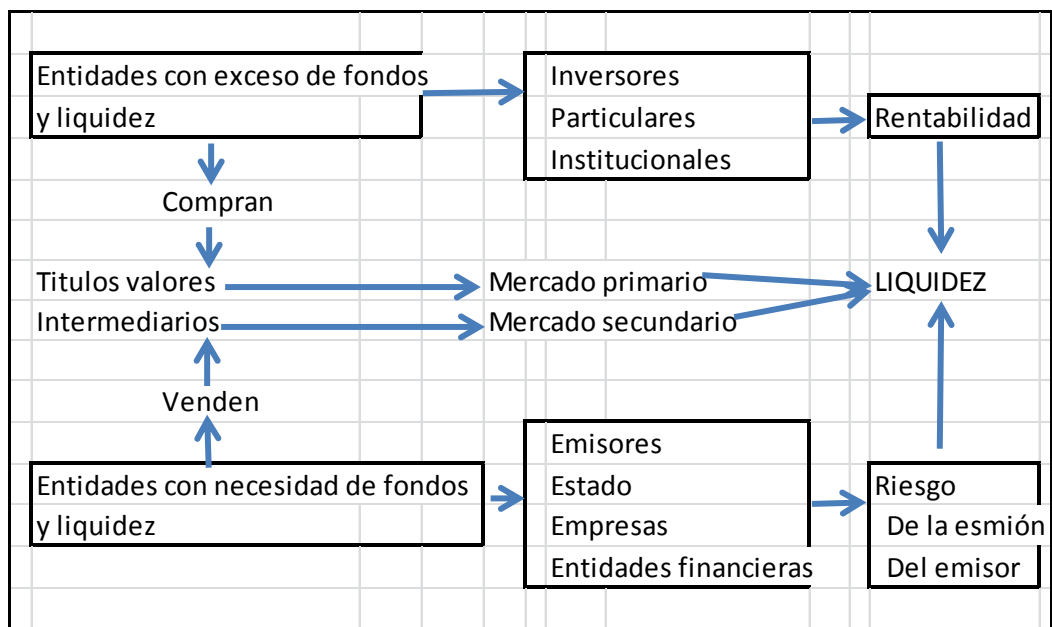 Entidades con exceso de fondos
y liquidez
Inversores
Particulares
Institucionales
Rentabilidad
Compran
Titulos valores
Mercado primario
LIQUIDEZ
Intermediarios
Mercado secundario
Venden
Entidades con necesidad de fondos
y liquidez
Emisores
Estado
Empresas
Entidades financieras
Riesgo
De la esmión
Del emisor